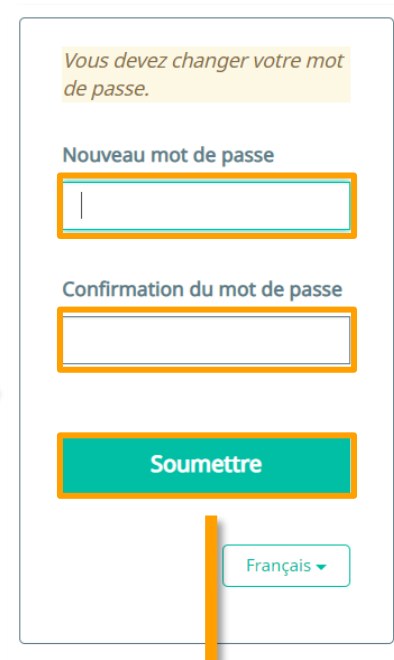 Vous devez changer votre mot
de passe.
Nouveau mot de passe
Confirmation du mot de passe
Soumettre
Français